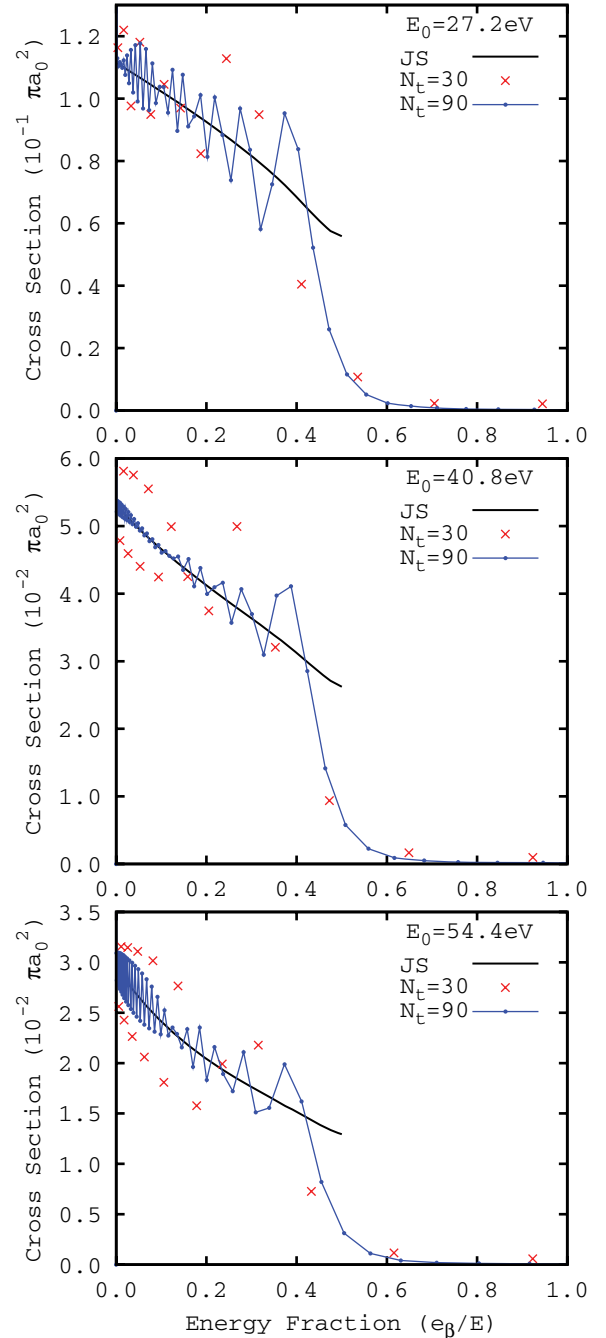 E₀=27.2eV
JS
Nₜ=30
Nₜ=90
Cross Section (10⁻¹ πa₀²)
1.2
1.0
0.8
0.6
0.4
0.2
0.0
0.0 0.2 0.4 0.6 0.8 1.0
E₀=40.8eV
JS
Nₜ=30
Nₜ=90
Cross Section (10⁻² πa₀²)
6.0
5.0
4.0
3.0
2.0
1.0
0.0
0.0 0.2 0.4 0.6 0.8 1.0
E₀=54.4eV
JS
Nₜ=30
Nₜ=90
Cross Section (10⁻² πa₀²)
3.5
3.0
2.5
2.0
1.5
1.0
0.5
0.0
0.0 0.2 0.4 0.6 0.8 1.0
Energy Fraction (eᵦ/E)